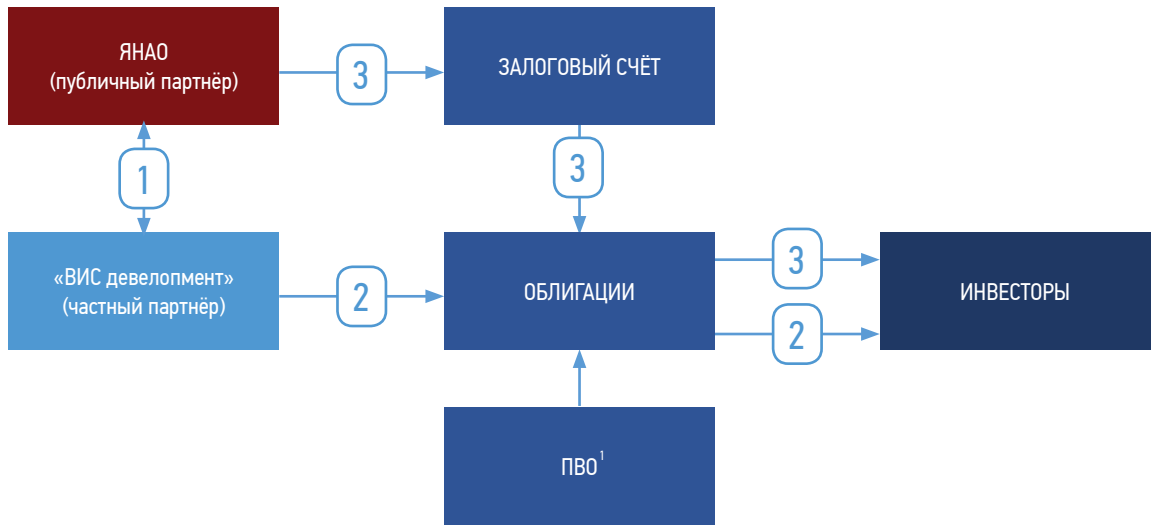 ЯНАО
(публичный партнёр)
3
ЗАЛОГОВЫЙ СЧЁТ
1
3
«ВИС девелопмент»
(частный партнёр)
2
ОБЛИГАЦИИ
3
2
ИНВЕСТОРЫ
ПВО¹